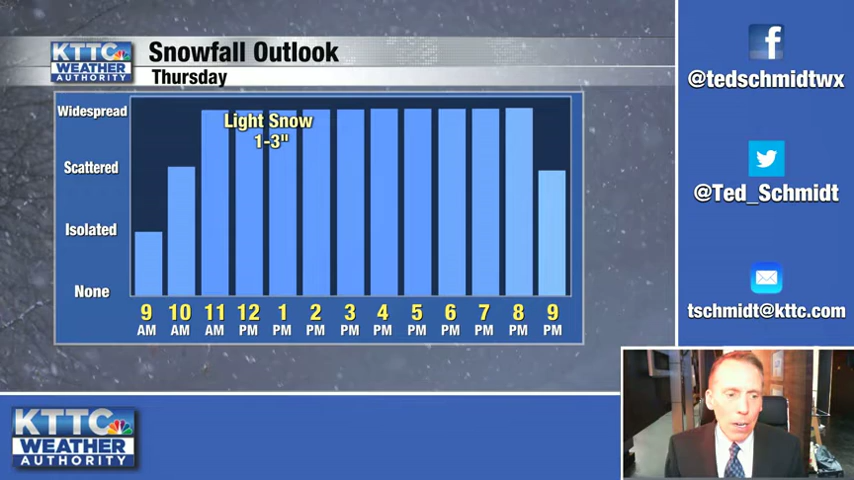 KTTC
WEATHER
AUTHORITY
Snowfall Outlook
Thursday
Widespread
Scattered
Isolated
None
Light Snow
1-3"
9 10 11 12 1 2 3 4 5 6 7 8 9
AM AM AM PM PM PM PM PM PM PM PM PM PM
@tedschmidtwx
@Ted_Schmidt
tschmidt@kttc.com
KTTC
WEATHER
AUTHORITY